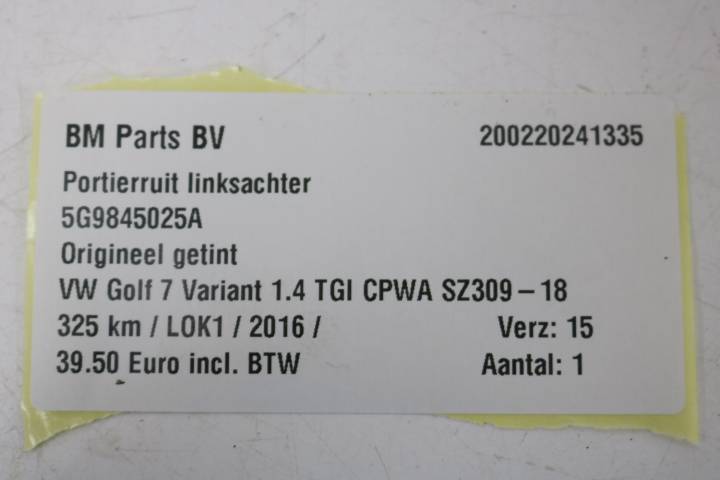 BM Parts BV 200220241335
Portierruit linksachter
5G9845025A
Origineel getint
VW Golf 7 Variant 1.4 TGI CPWA SZ309-18
325 km / LOK1 / 2016 / Verz: 15
39.50 Euro incl. BTW Aantal: 1